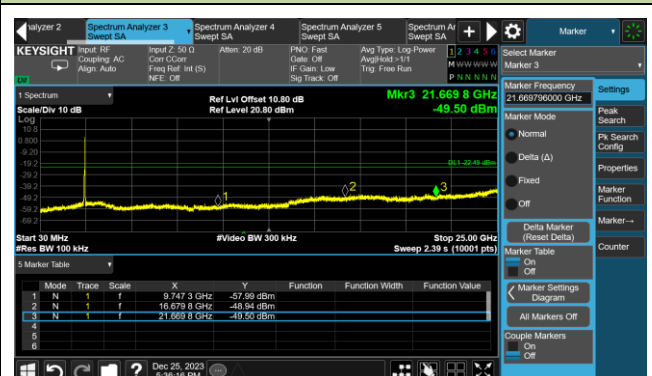 alyzer 2
Spectrum Analyzer 3
Swept SA
Spectrum Analyzer 4
Swept SA
Spectrum Analyzer 5
Swept SA
Spectrum An
Swept SA
Marker
KEYSIGHT
Input: RF
Coupling: AC
Align: Auto
Input Z: 50 Ω
Corr CCorr
Freq Ref: Int (S)
NFE: Off
Atten: 20 dB
PNO: Fast
Gate: Off
IF Gain: Low
Sig Track: Off
Avg Type: Log-Power
Avg|Hold:>1/1
Trig: Free Run
1 2 3 4 5 6
M W W W W W
P N N N N N
Select Marker
Marker 3
1 Spectrum
Scale/Div 10 dB
Log
Ref Lvl Offset 10.80 dB
Ref Level 20.80 dBm
Mkr3 21.669 8 GHz
-49.50 dBm
10.8
0.800
-9.20
-19.2
-29.2
-39.2
-49.2
-59.2
-69.2
DL1 -22.49 dBm
1
2
3
Start 30 MHz
#Res BW 100 kHz
#Video BW 300 kHz
Stop 25.00 GHz
Sweep 2.39 s (10001 pts)
5 Marker Table
Mode Trace Scale X Y Function Function Width Function Value
1 N 1 f 9.747 3 GHz -57.99 dBm
2 N 1 f 16.679 8 GHz -48.94 dBm
3 N 1 f 21.669 8 GHz -49.50 dBm
4
5
6
Marker Frequency
21.669796000 GHz
Marker Mode
Normal
Delta (Δ)
Fixed
Off
Delta Marker
(Reset Delta)
Marker Table
On
Off
Marker Settings
Diagram
All Markers Off
Couple Markers
On
Off
Settings
Peak
Search
Pk Search
Config
Properties
Marker
Function
Marker→
Counter
?
Dec 25, 2023
5:36:16 PM